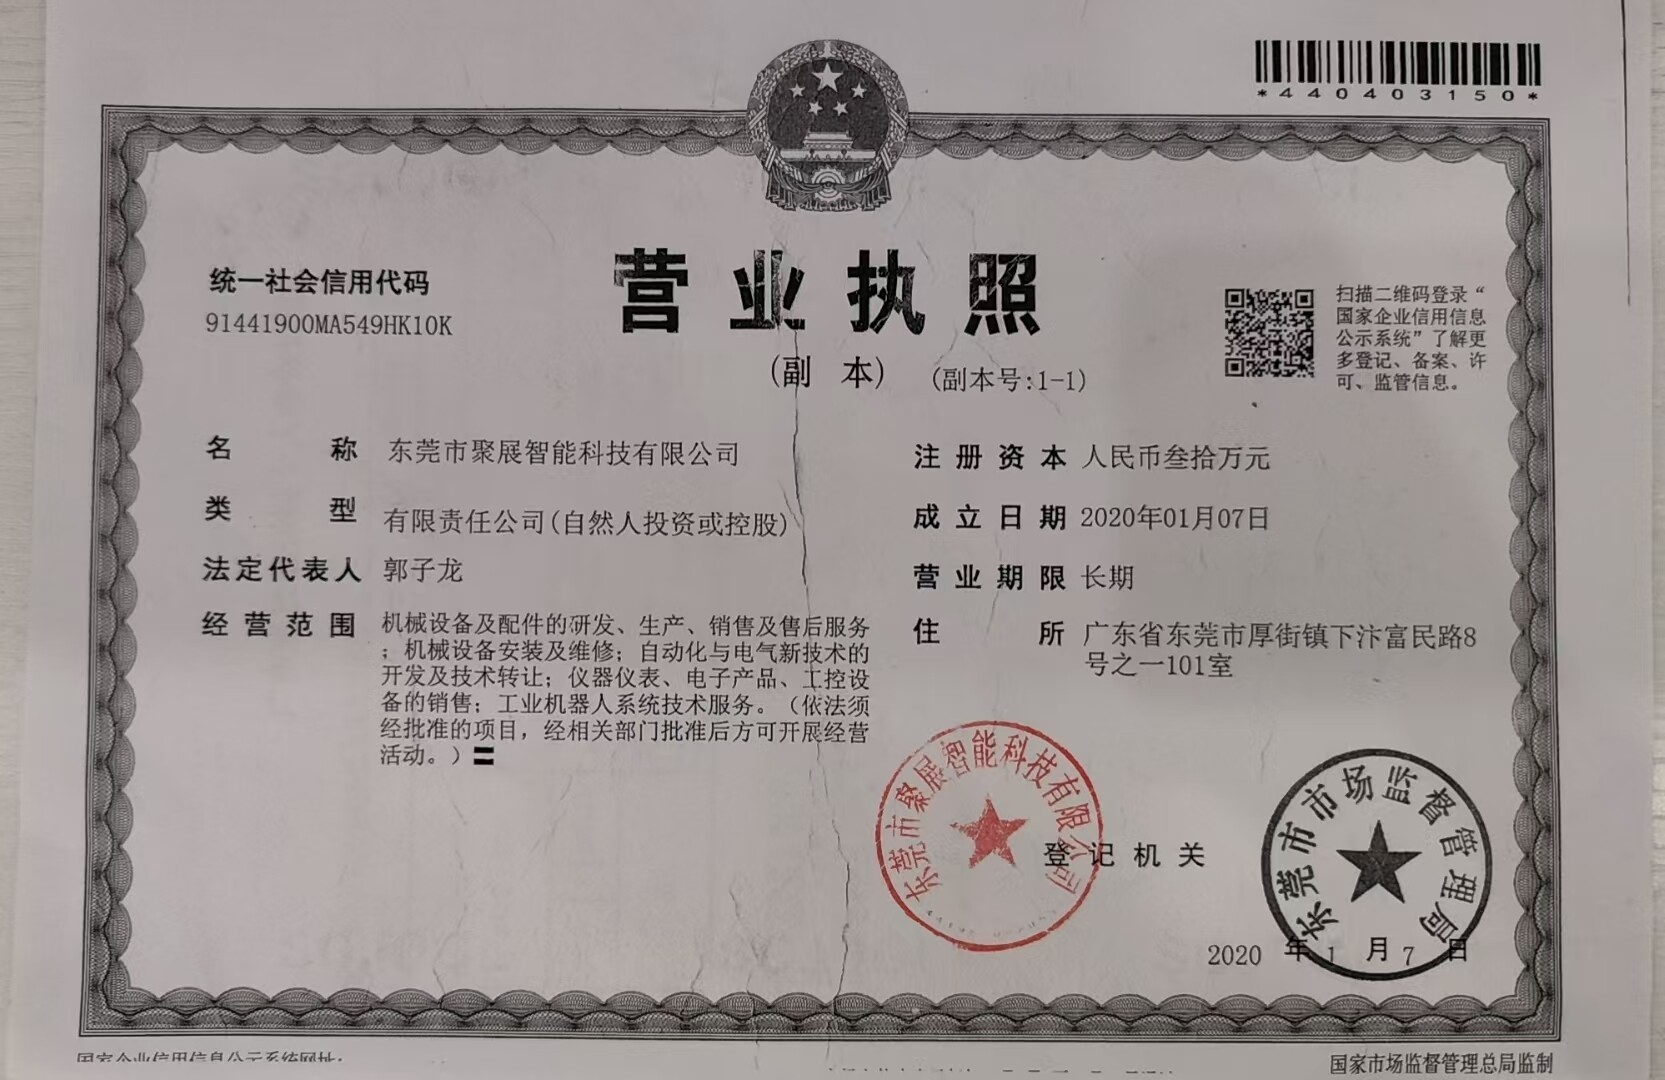 *440403150*
统一社会信用代码
91441900MA549HK10K
营业执照
(副 本) (副本号:1-1)
扫描二维码登录“
国家企业信用信息
公示系统”了解更
多登记、备案、许
可、监管信息。
名 称 东莞市聚展智能科技有限公司
类 型 有限责任公司(自然人投资或控股)
法定代表人 郭子龙
经营范围 机械设备及配件的研发、生产、销售及售后服务
；机械设备安装及维修；自动化与电气新技术的
开发及技术转让；仪器仪表、电子产品、工控设
备的销售；工业机器人系统技术服务。（依法须
经批准的项目，经相关部门批准后方可开展经营
活动。）
注册资本 人民币叁拾万元
成立日期 2020年01月07日
营业期限 长期
住 所 广东省东莞市厚街镇下汴富民路8
号之一101室
东莞市聚展智能科技有限公司
登记机关
东莞市市场监督管理局
2020 年 1 月 7 日
国家企业信用信息公示系统网址:
国家市场监督管理总局监制